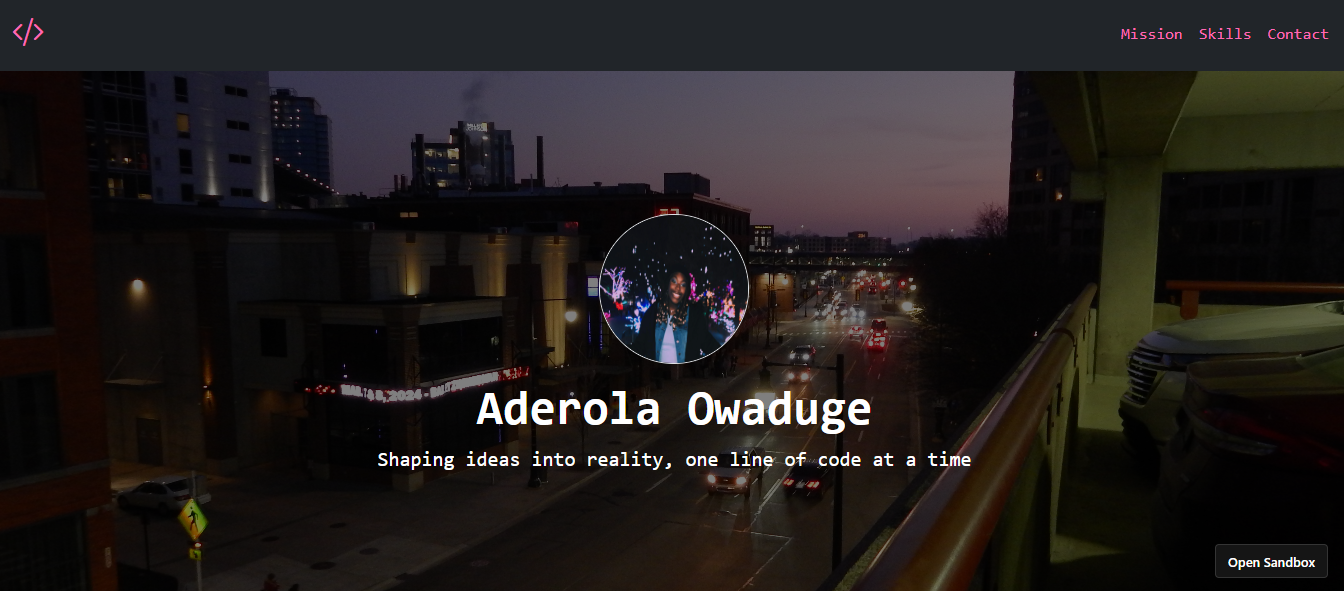 </>
Mission Skills Contact
Aderola Owaduge
Shaping ideas into reality, one line of code at a time
Open Sandbox